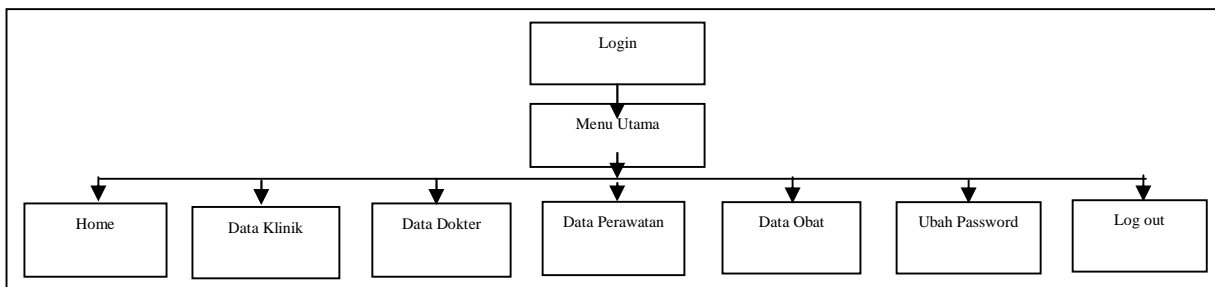 Login
Menu Utama
Home
Data Klinik
Data Dokter
Data Perawatan
Data Obat
Ubah Password
Log out